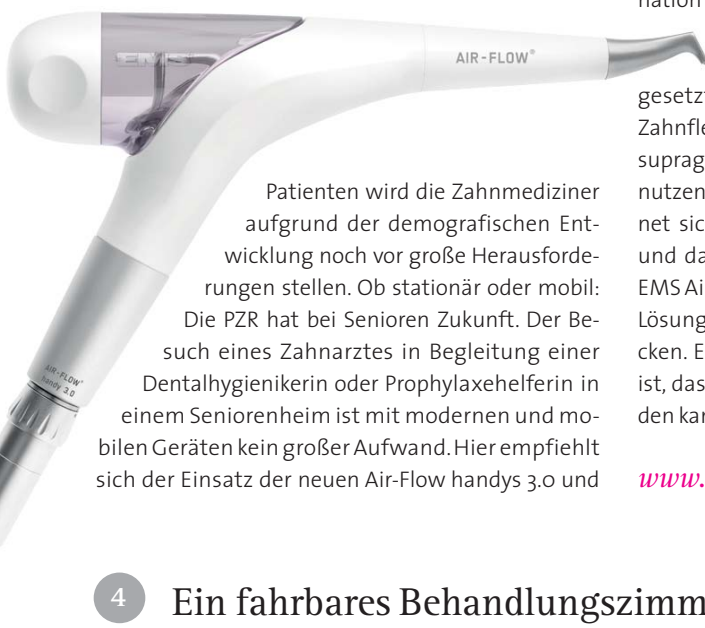 EMS
AIR-FLOW®
AIR-FLOW®
handy 3.0
Patienten wird die Zahnmediziner
aufgrund der demografischen Ent-
wicklung noch vor große Herausforde-
rungen stellen. Ob stationär oder mobil:
Die PZR hat bei Senioren Zukunft. Der Be-
such eines Zahnarztes in Begleitung einer
Dentalhygienikerin oder Prophylaxehelferin in
einem Seniorenheim ist mit modernen und mo-
bilen Geräten kein großer Aufwand. Hier empfiehlt
sich der Einsatz der neuen Air-Flow handys 3.0 und
nation
gesetzt
Zahnfle
suprag
nutzen
net sic
und da
EMS Ai
Lösung
cken. E
ist, das
den
www.
4 Ein fahrbares Behandlungszimm